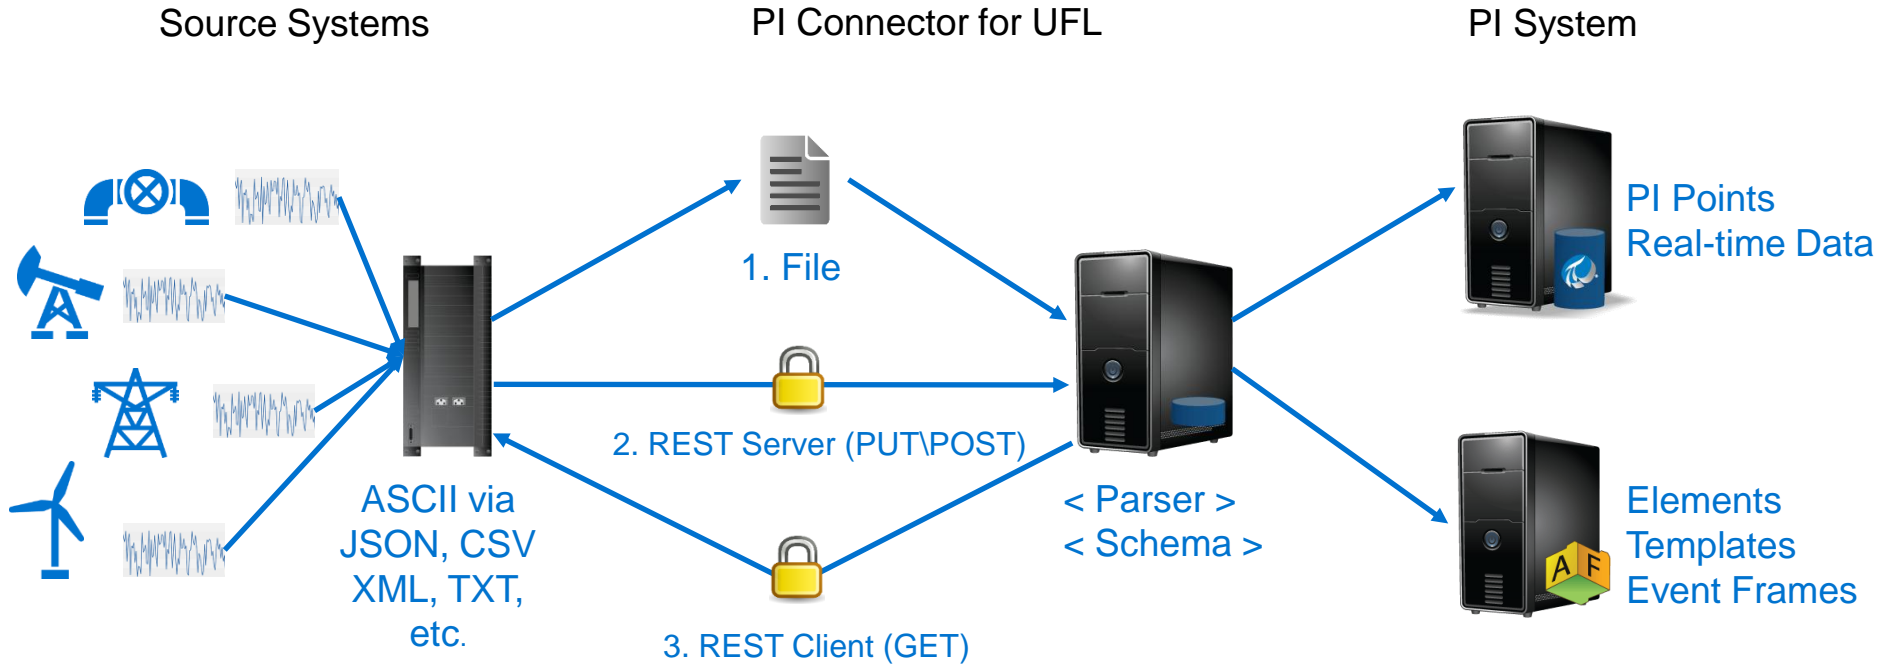 Source Systems
PI Connector for UFL
PI System
1. File
2. REST Server (PUT\POST)
3. REST Client (GET)
ASCII via
JSON, CSV
XML, TXT,
etc.
< Parser >
< Schema >
PI Points
Real-time Data
A F
Elements
Templates
Event Frames